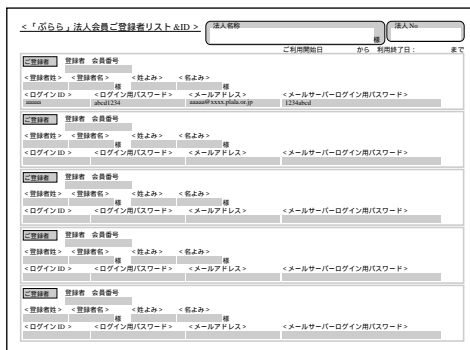 <「ぷらら」法人会員ご登録者リスト&ID>
法人名称
様
法人 No
ご利用開始日 から 利用終了日： まで
ご登録者 登録者 会員番号
<登録者姓> <登録者名> <姓よみ> <名よみ>
様 様
<ログイン ID> <ログイン用パスワード> <メールアドレス> <メールサーバーログイン用パスワード>
aaaaa abcd1234 aaaaa@xxxx.plala.or.jp 1234abcd
ご登録者 登録者 会員番号
<登録者姓> <登録者名> <姓よみ> <名よみ>
様 様
<ログイン ID> <ログイン用パスワード> <メールアドレス> <メールサーバーログイン用パスワード>
ご登録者 登録者 会員番号
<登録者姓> <登録者名> <姓よみ> <名よみ>
様 様
<ログイン ID> <ログイン用パスワード> <メールアドレス> <メールサーバーログイン用パスワード>
ご登録者 登録者 会員番号
<登録者姓> <登録者名> <姓よみ> <名よみ>
様 様
<ログイン ID> <ログイン用パスワード> <メールアドレス> <メールサーバーログイン用パスワード>
ご登録者 登録者 会員番号
<登録者姓> <登録者名> <姓よみ> <名よみ>
様 様
<ログイン ID> <ログイン用パスワード> <メールアドレス> <メールサーバーログイン用パスワード>